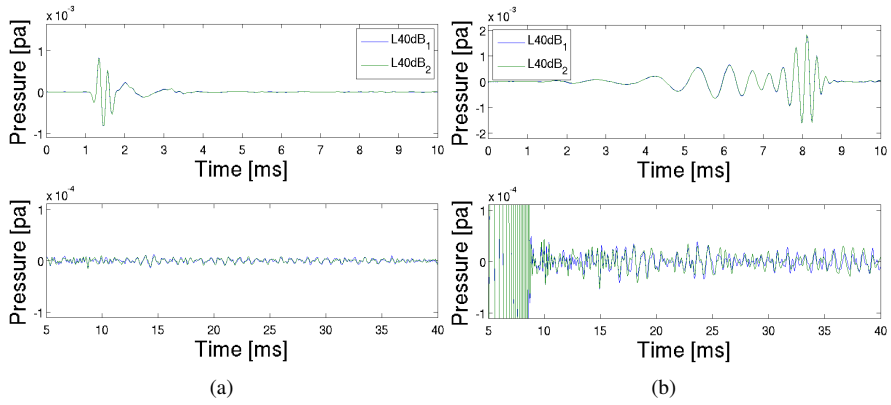 x 10⁻³
Pressure [pa]
1
0
-1
L40dB₁
L40dB₂
0 1 2 3 4 5 6 7 8 9 10
Time [ms]
x 10⁻⁴
Pressure [pa]
1
0
-1
5 10 15 20 25 30 35 40
Time [ms]
(a)
x 10⁻³
Pressure [pa]
2
1
0
-1
-2
L40dB₁
L40dB₂
0 1 2 3 4 5 6 7 8 9 10
Time [ms]
x 10⁻⁴
Pressure [pa]
1
0
-1
5 10 15 20 25 30 35 40
Time [ms]
(b)